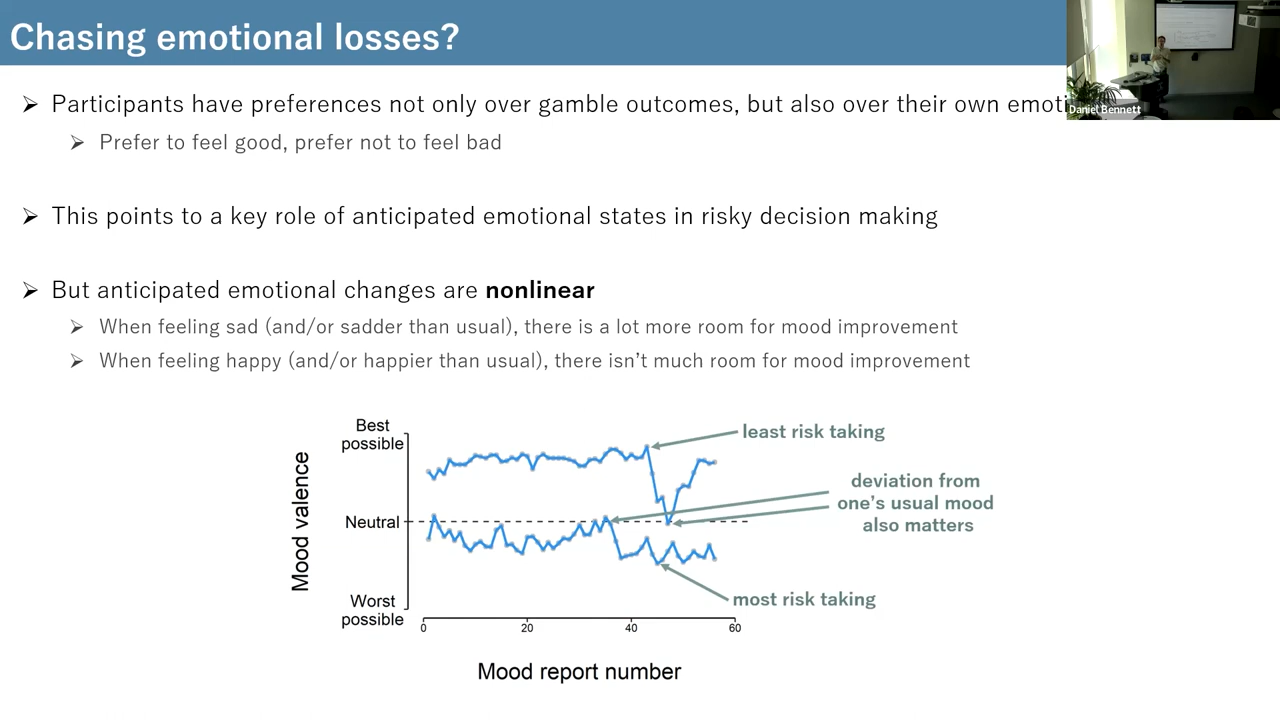 Chasing emotional losses?
➤ Participants have preferences not only over gamble outcomes, but also over their own
Daniel Bennett
➤ Prefer to feel good, prefer not to feel bad
➤ This points to a key role of anticipated emotional states in risky decision making
➤ But anticipated emotional changes are nonlinear
➤ When feeling sad (and/or sadder than usual), there is a lot more room for mood improvement
➤ When feeling happy (and/or happier than usual), there isn't much room for mood improvement
Best
possible
Neutral
Worst
possible
Mood valence
least risk taking
deviation from
one's usual mood
also matters
most risk taking
0 20 40 60
Mood report number